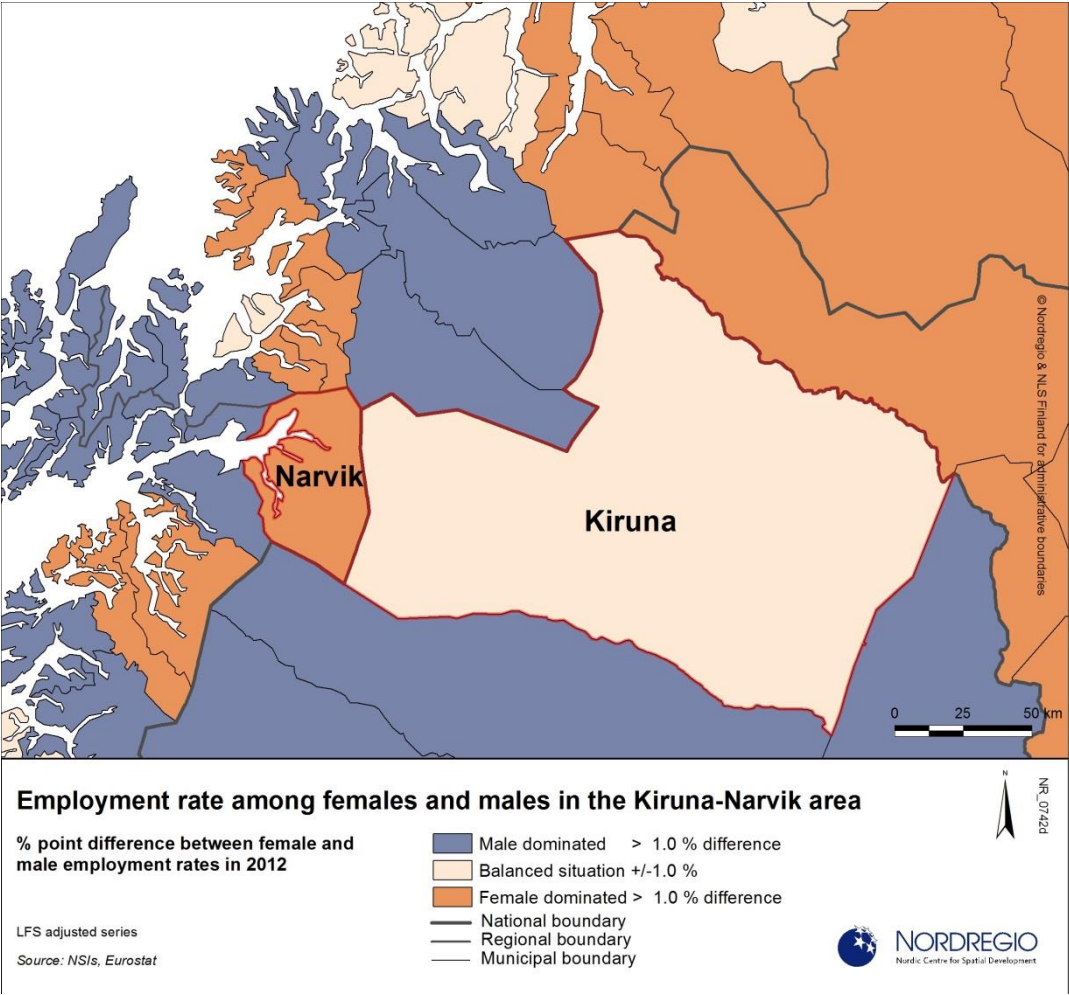 Narvik
Kiruna
© Nordregio & NLS Finland for administrative boundaries
0 25 50 km
Employment rate among females and males in the Kiruna-Narvik area
% point difference between female and
male employment rates in 2012
Male dominated > 1.0 % difference
Balanced situation +/-1.0 %
Female dominated > 1.0 % difference
National boundary
Regional boundary
Municipal boundary
LFS adjusted series
Source: NSIs, Eurostat
N
NR_0742d
NORDREGIO
Nordic Centre for Spatial Development